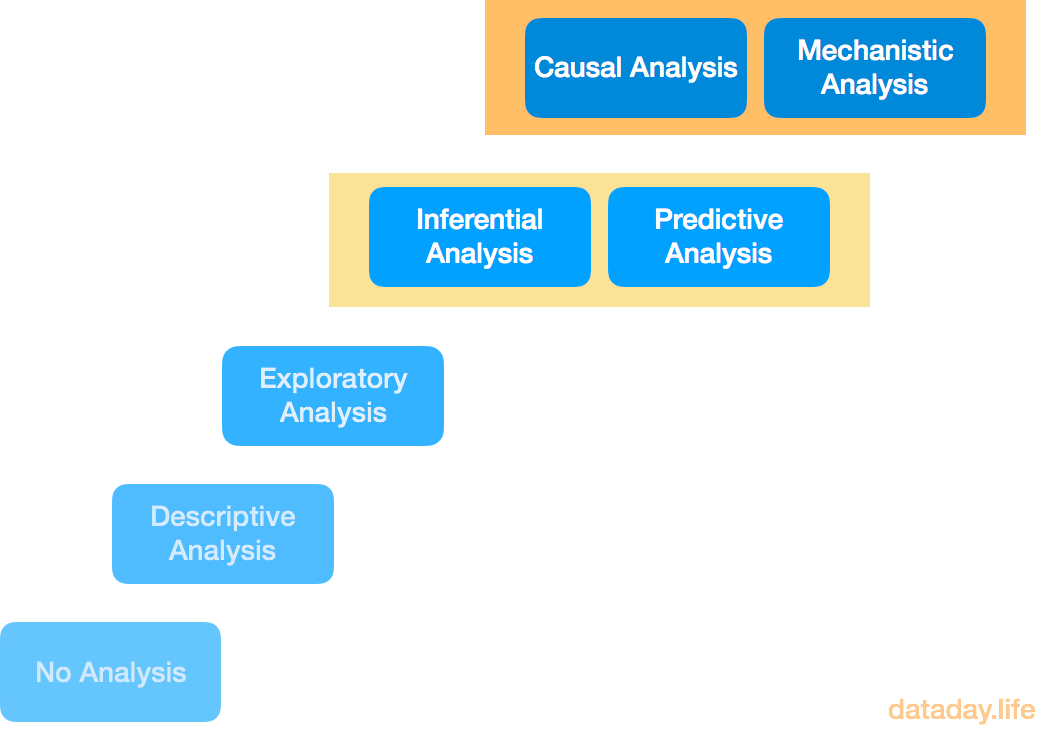 Causal Analysis
Mechanistic
Analysis
Inferential
Analysis
Predictive
Analysis
Exploratory
Analysis
Descriptive
Analysis
No Analysis
dataday.life